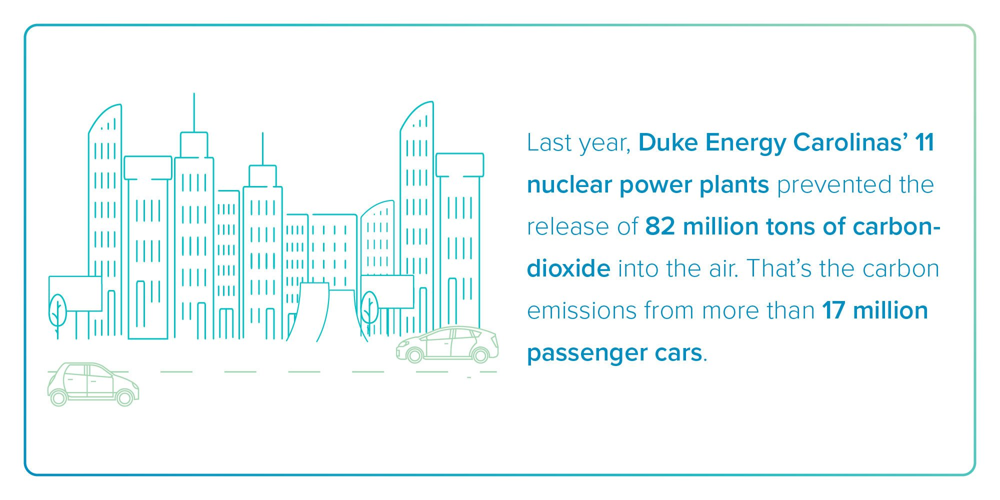 Last year, Duke Energy Carolinas’ 11
nuclear power plants prevented the
release of 82 million tons of carbon-
dioxide into the air. That’s the carbon
emissions from more than 17 million
passenger cars.